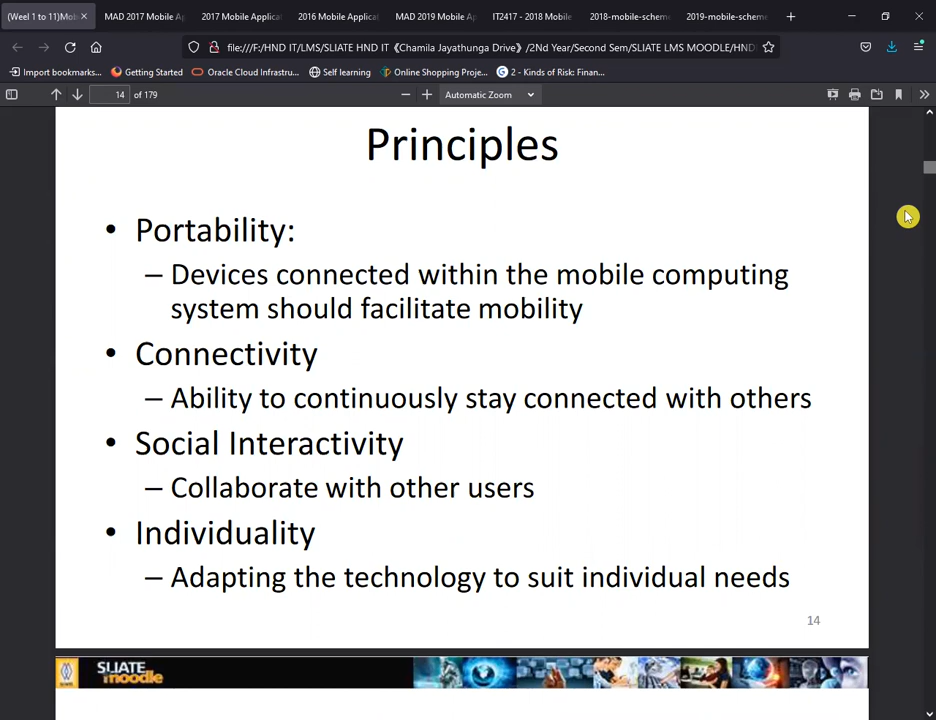 (Weel 1 to 11)Mob
MAD 2017 Mobile Ap
2017 Mobile Applica
2016 Mobile Applicat
MAD 2019 Mobile Ap
IT2417 - 2018 Mobile
2018-mobile-scheme
2019-mobile-scheme
file:///F:/HND IT/LMS/SLIATE HND IT《Chamila Jayathunga Drive》/2Nd Year/Second Sem/SLIATE LMS MOODLE/HND
Import bookmarks...
Getting Started
Oracle Cloud Infrastru...
Self learning
Online Shopping Proje...
2 - Kinds of Risk: Finan...
14 of 179
Automatic Zoom
Principles
• Portability:
– Devices connected within the mobile computing
system should facilitate mobility
• Connectivity
– Ability to continuously stay connected with others
• Social Interactivity
– Collaborate with other users
• Individuality
– Adapting the technology to suit individual needs
14
SLIATE
moodle